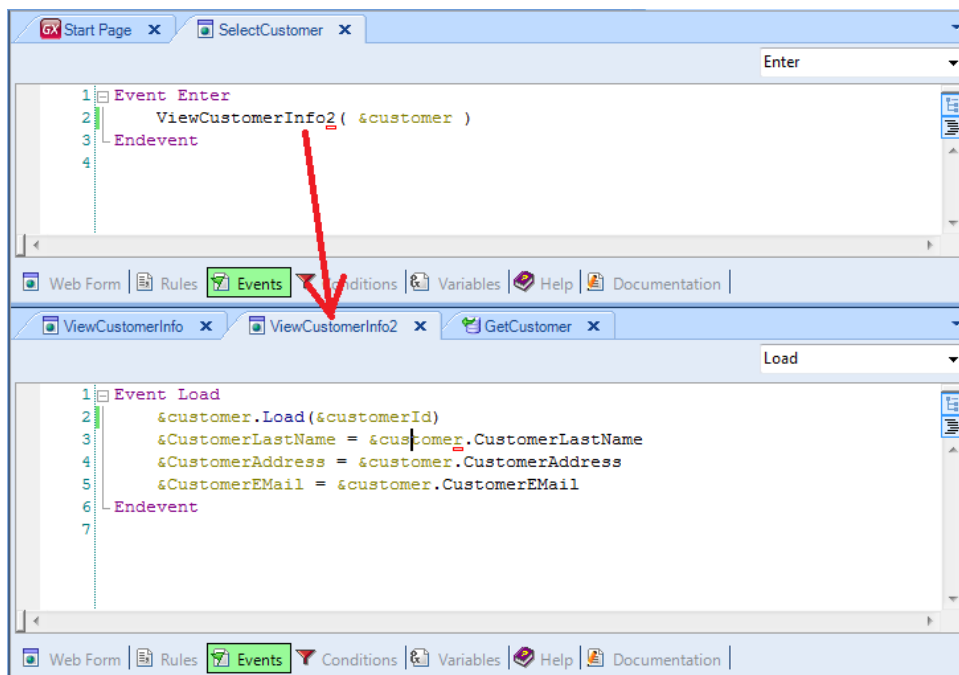 GX Start Page x SelectCustomer x
Enter
1 Event Enter
2 ViewCustomerInfo2( &customer )
3 Endevent
4
Web Form Rules Events Conditions Variables Help Documentation
ViewCustomerInfo x ViewCustomerInfo2 x GetCustomer x
Load
1 Event Load
2 &customer.Load(&customerId)
3 &CustomerLastName = &customer.CustomerLastName
4 &CustomerAddress = &customer.CustomerAddress
5 &CustomerEMail = &customer.CustomerEMail
6 Endevent
7
Web Form Rules Events Conditions Variables Help Documentation